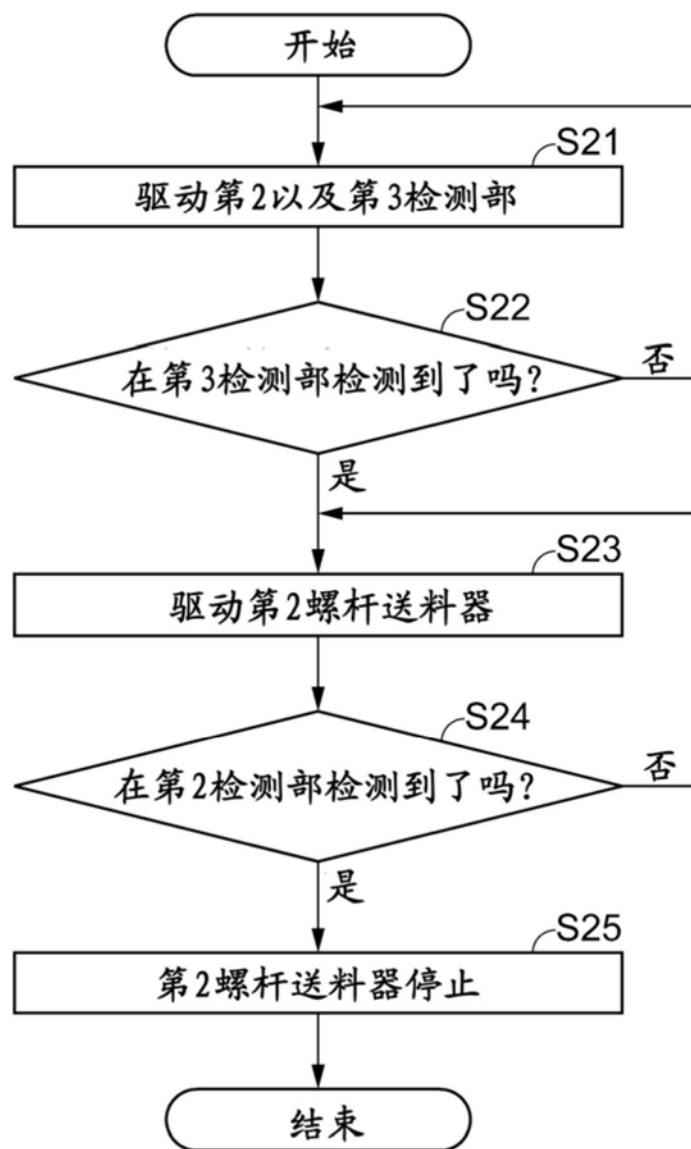 开始
S21
驱动第2以及第3检测部
S22
在第3检测部检测到了吗?
否
是
S23
驱动第2螺杆送料器
S24
在第2检测部检测到了吗?
否
是
S25
第2螺杆送料器停止
结束